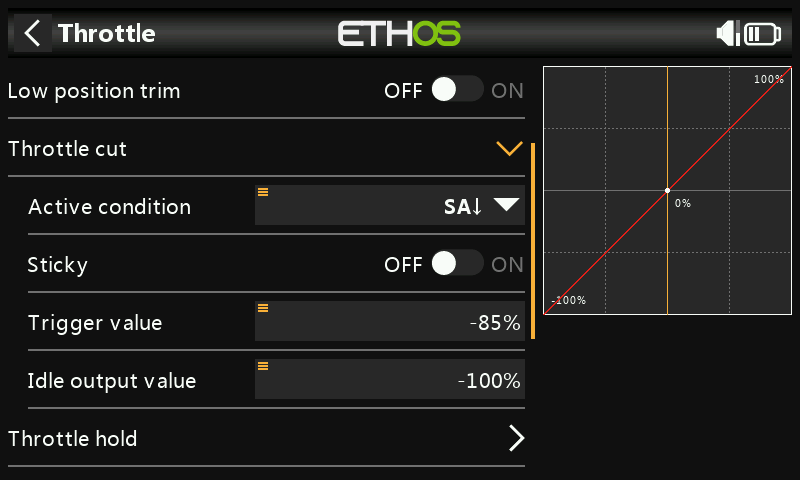 Throttle
ETHOS
Low position trim OFF ON
Throttle cut
Active condition SA↓
Sticky OFF ON
Trigger value -85%
Idle output value -100%
Throttle hold
100%
0%
-100%